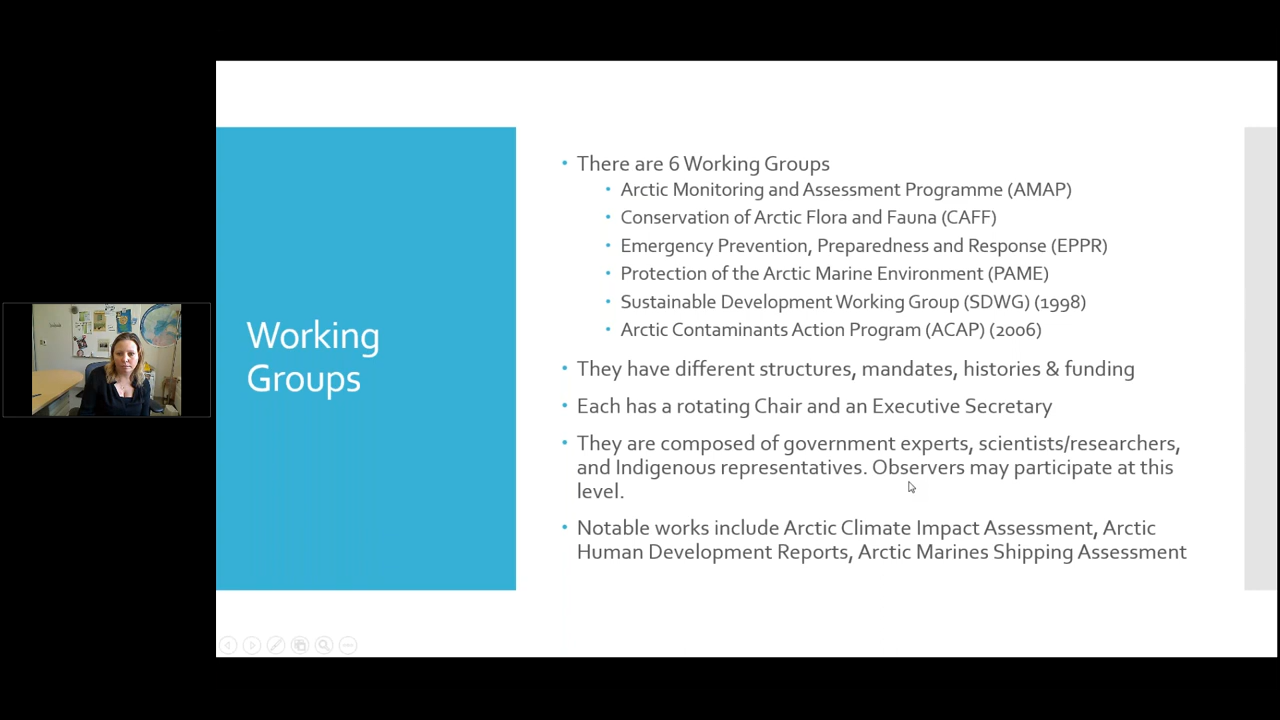 Working
Groups
There are 6 Working Groups
Arctic Monitoring and Assessment Programme (AMAP)
Conservation of Arctic Flora and Fauna (CAFF)
Emergency Prevention, Preparedness and Response (EPPR)
Protection of the Arctic Marine Environment (PAME)
Sustainable Development Working Group (SDWG) (1998)
Arctic Contaminants Action Program (ACAP) (2006)
They have different structures, mandates, histories & funding
Each has a rotating Chair and an Executive Secretary
They are composed of government experts, scientists/researchers,
and Indigenous representatives. Observers may participate at this
level.
Notable works include Arctic Climate Impact Assessment, Arctic
Human Development Reports, Arctic Marines Shipping Assessment